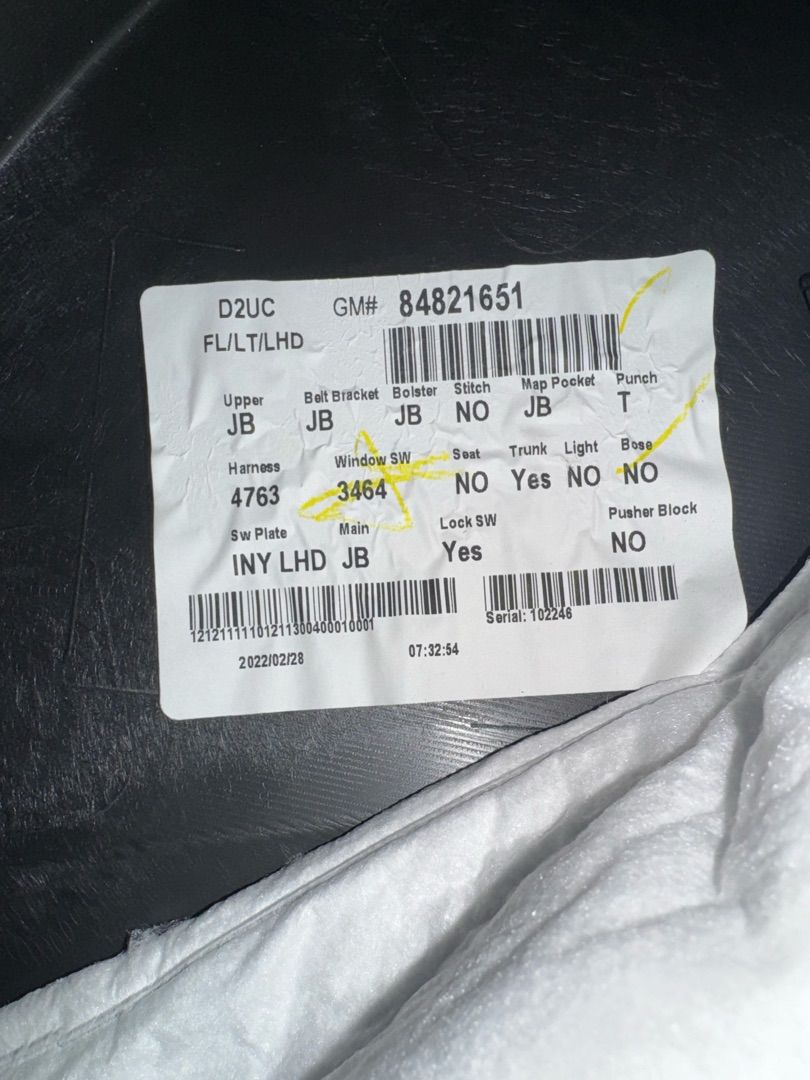 D2UC GM# 84821651
FL/LT/LHD
Upper Belt Bracket Bolster Stitch Map Pocket Punch
JB JB JB NO JB T
Harness Window SW Seat Trunk Light Bose
4763 3464 NO Yes NO NO
Sw Plate Main Lock SW Pusher Block
INY LHD JB Yes NO
12121111101211300400010001 Serial: 102246
2022/02/28 07:32:54